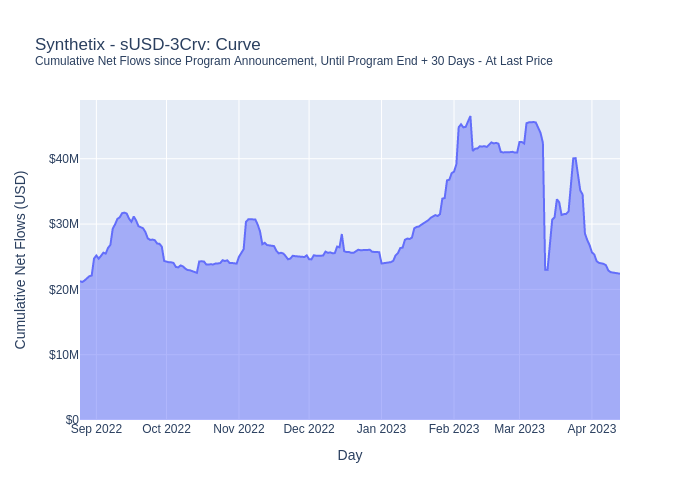 Synthetix - sUSD-3Crv: Curve
Cumulative Net Flows since Program Announcement, Until Program End + 30 Days - At Last Price
Cumulative Net Flows (USD)
$40M
$30M
$20M
$10M
$0
Sep 2022 Oct 2022 Nov 2022 Dec 2022 Jan 2023 Feb 2023 Mar 2023 Apr 2023
Day